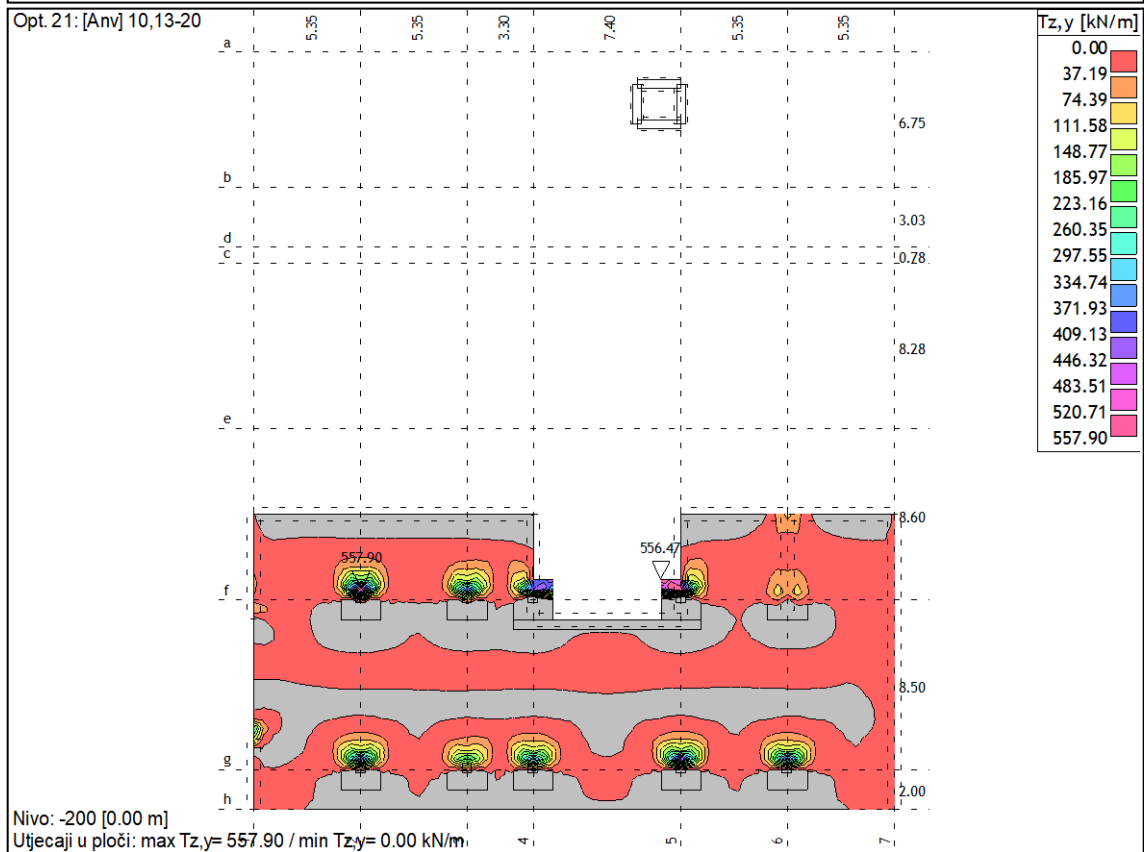 Opt. 21: [Anv] 10,13-20
5.35
5.35
3.30
7.40
5.35
5.35
Tz,y [kN/m]
0.00
37.19
74.39
111.58
148.77
185.97
223.16
260.35
297.55
334.74
371.93
409.13
446.32
483.51
520.71
557.90
a
6.75
b
3.03
d
c
0.78
8.28
e
8.60
557.90
556.47
f
8.50
g
h
2.00
4
5
6
7
Nivo: -200 [0.00 m]
Utjecaji u ploči: max Tz,y= 557.90 / min Tz,y= 0.00 kN/m